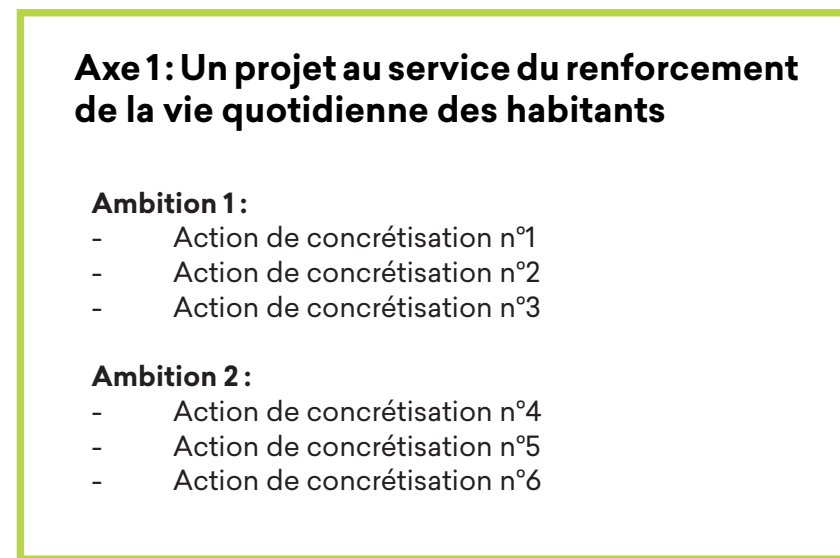 Axe 1 : Un projet au service du renforcement
de la vie quotidienne des habitants
Ambition 1 :
- Action de concrétisation n°1
- Action de concrétisation n°2
- Action de concrétisation n°3
Ambition 2 :
- Action de concrétisation n°4
- Action de concrétisation n°5
- Action de concrétisation n°6